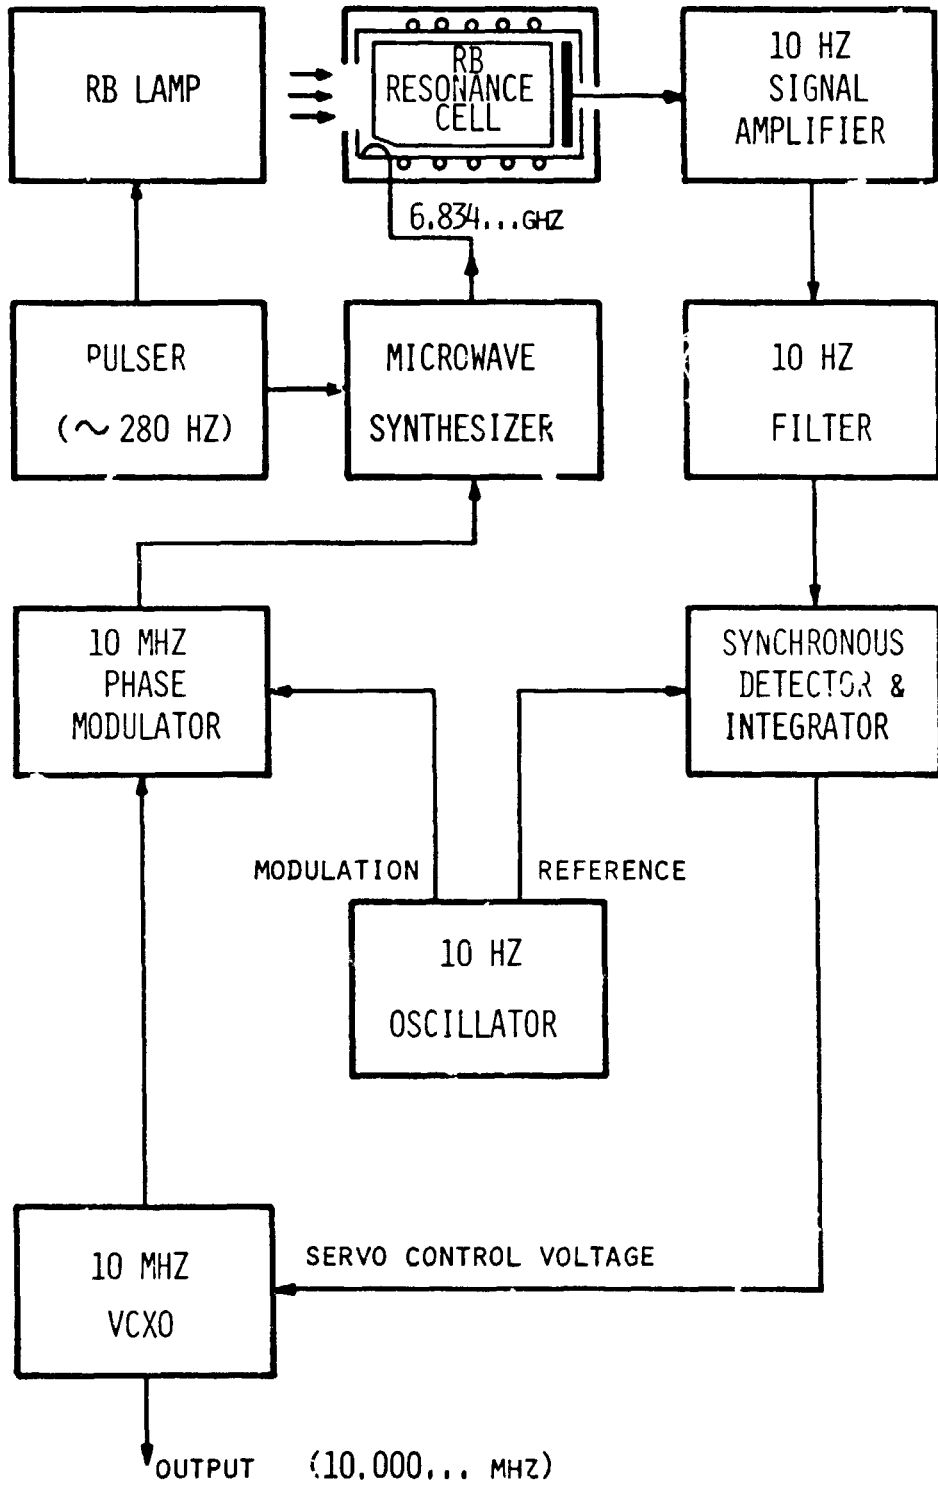 RB LAMP
RB
RESONANCE
CELL
10 HZ
SIGNAL
AMPLIFIER
6.834...GHZ
PULSER
(~ 280 HZ)
MICROWAVE
SYNTHESIZER
10 HZ
FILTER
10 MHZ
PHASE
MODULATOR
SYNCHRONOUS
DETECTOR &
INTEGRATOR
MODULATION
REFERENCE
10 HZ
OSCILLATOR
10 MHZ
VCXO
SERVO CONTROL VOLTAGE
OUTPUT (10.000... MHZ)